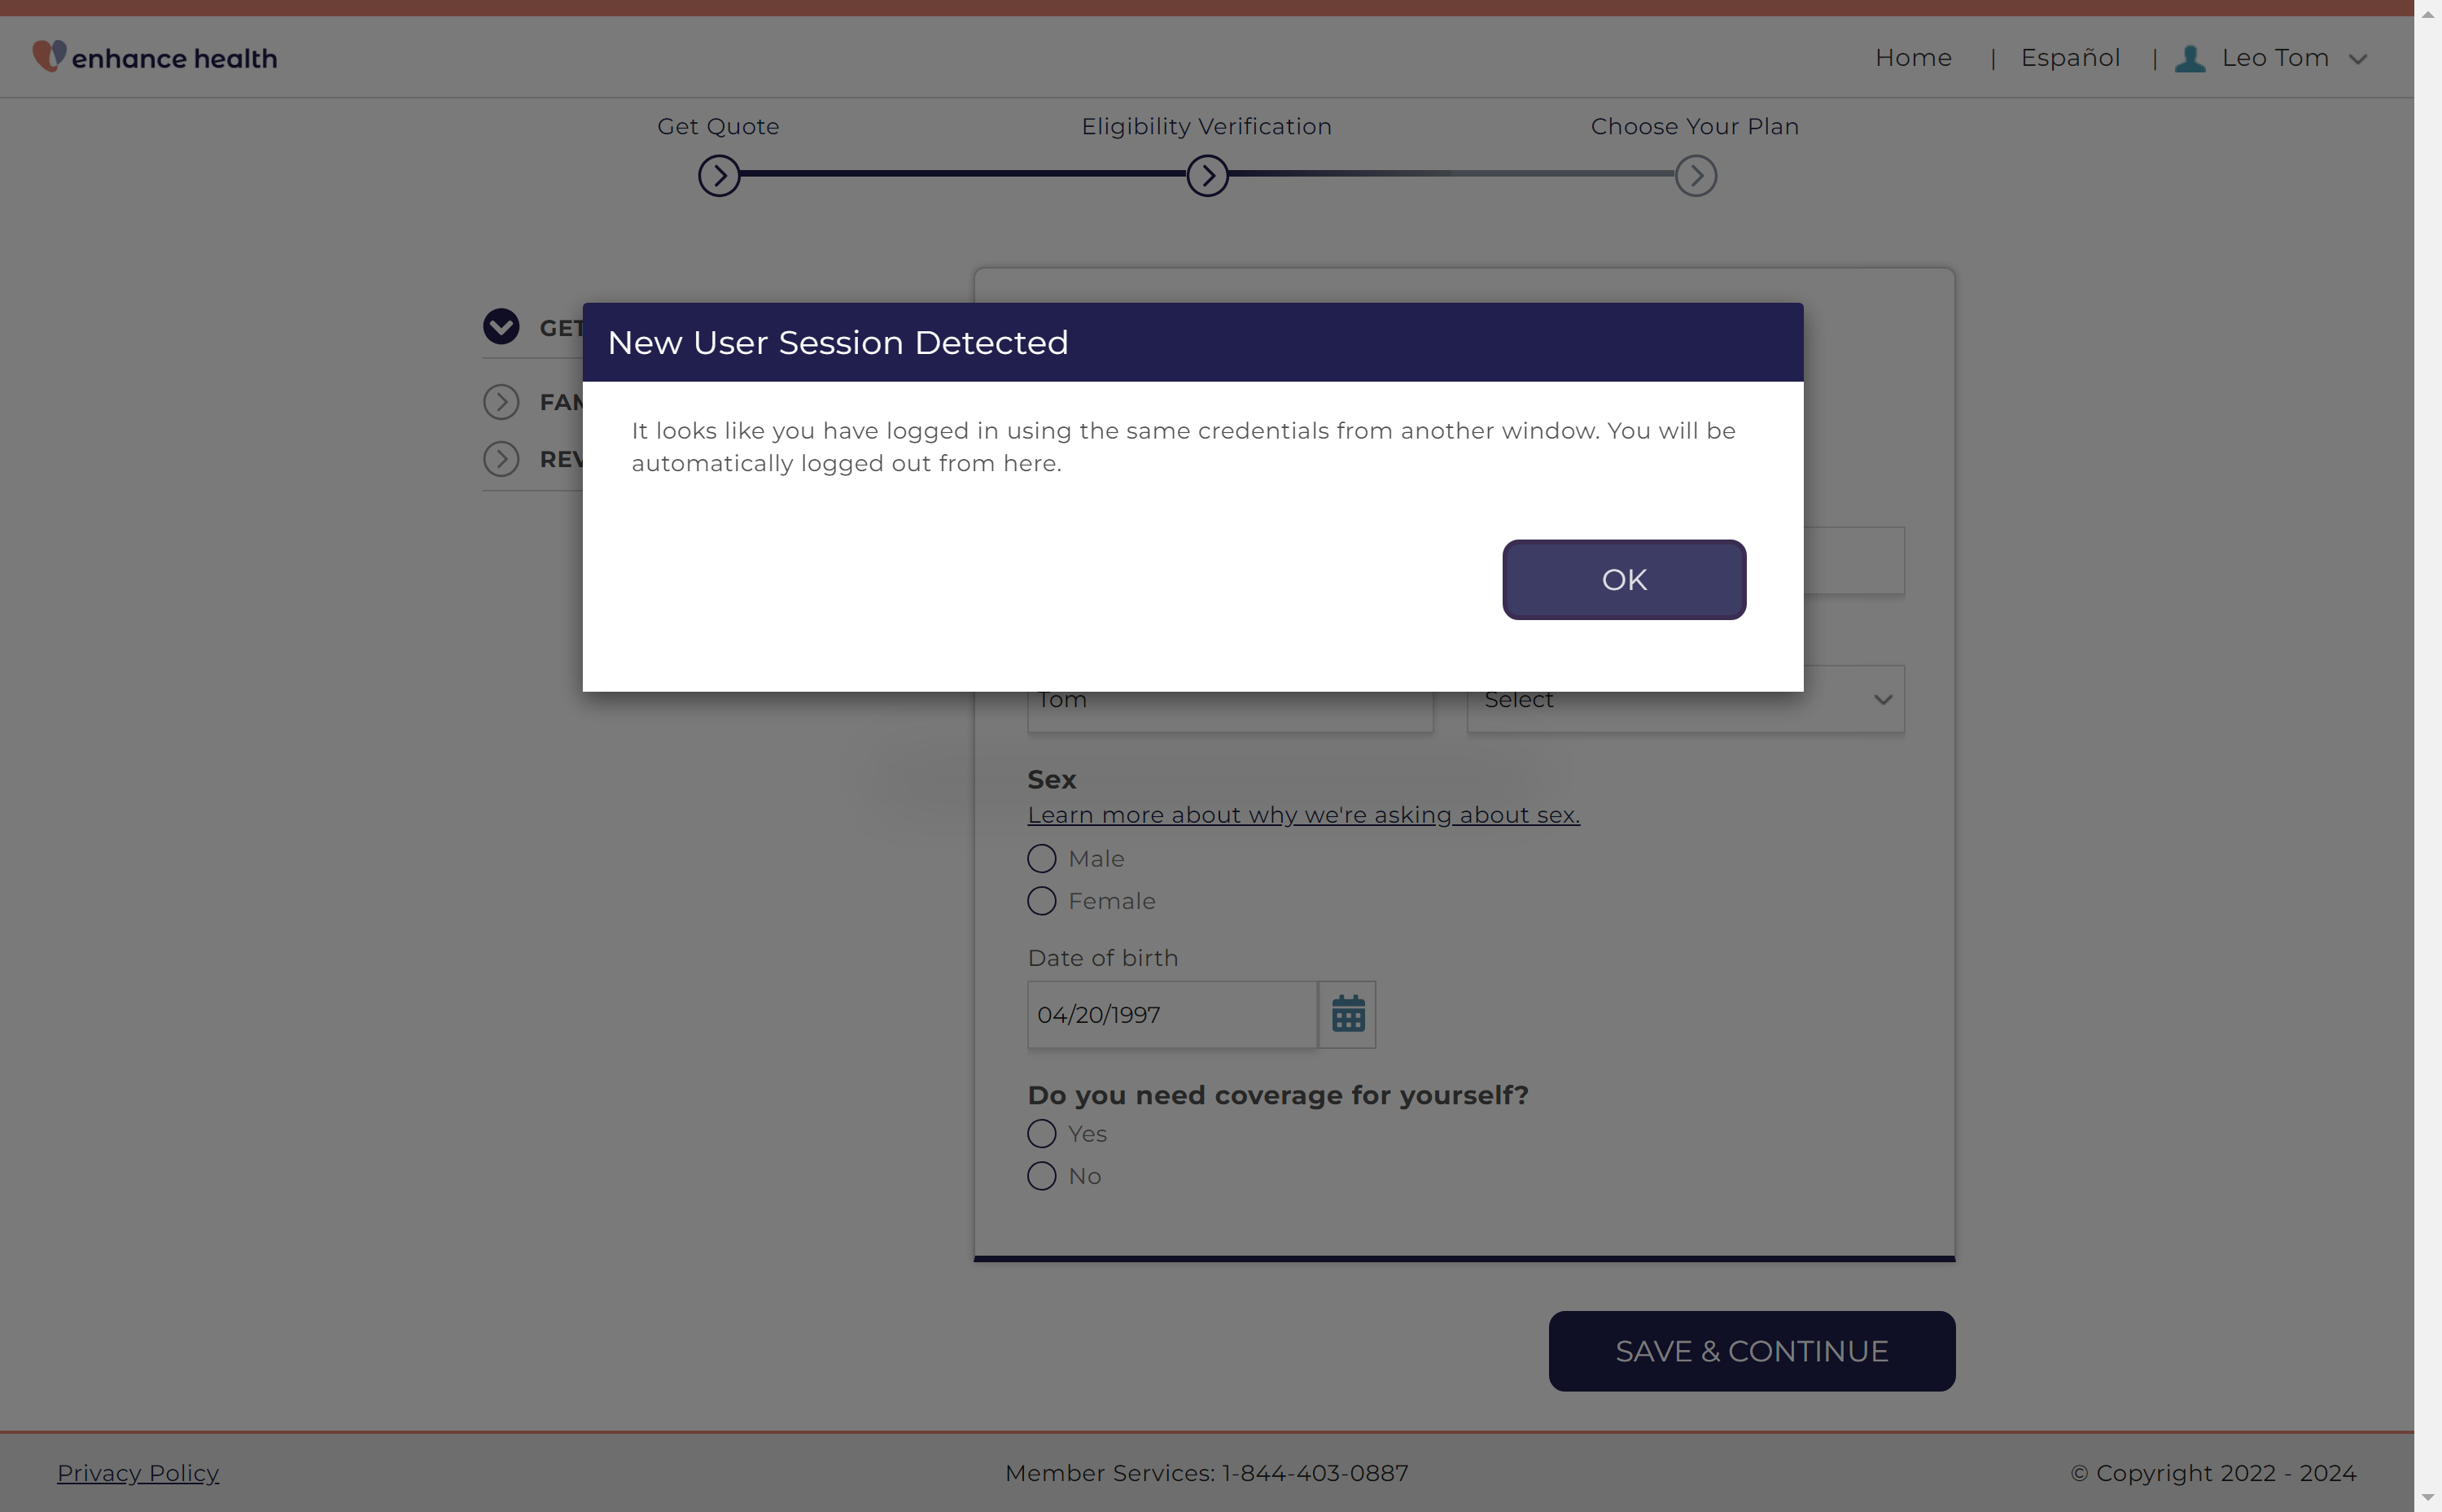 enhance health
Home | Español | Leo Tom
Get Quote
Eligibility Verification
Choose Your Plan
GET
New User Session Detected
It looks like you have logged in using the same credentials from another window. You will be
automatically logged out from here.
OK
Tom
Select
Sex
Learn more about why we're asking about sex.
Male
Female
Date of birth
04/20/1997
Do you need coverage for yourself?
Yes
No
SAVE & CONTINUE
Privacy Policy
Member Services: 1-844-403-0887
© Copyright 2022 - 2024